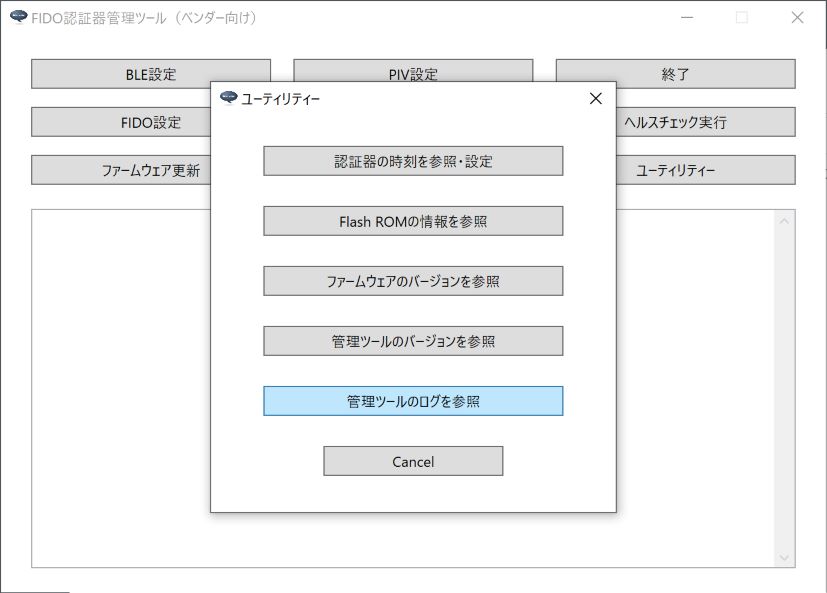 FIDO認証器管理ツール（ベンダー向け）
BLE設定
PIV設定
終了
FIDO設定
ヘルスチェック実行
ファームウェア更新
ユーティリティー
ユーティリティー
認証器の時刻を参照・設定
Flash ROMの情報を参照
ファームウェアのバージョンを参照
管理ツールのバージョンを参照
管理ツールのログを参照
Cancel